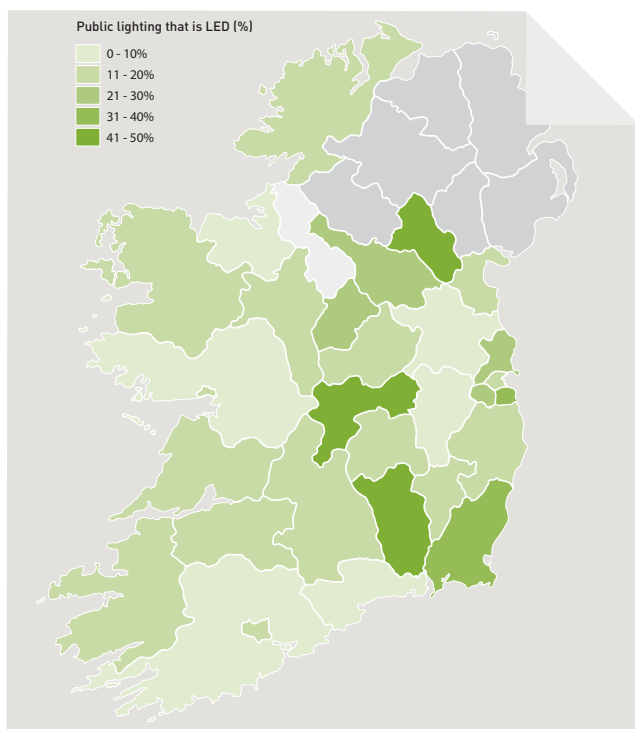 Public lighting that is LED (%)
0 - 10%
11 - 20%
21 - 30%
31 - 40%
41 - 50%